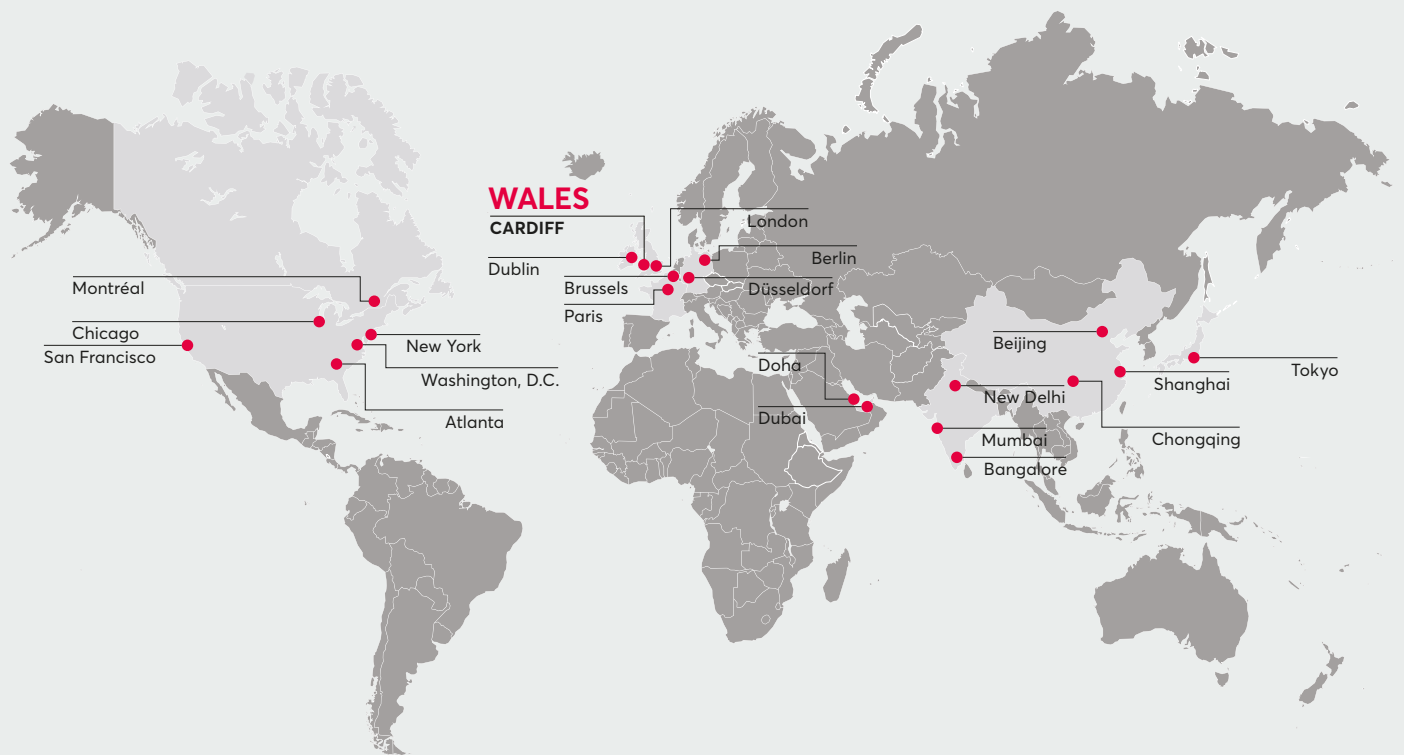 WALES
CARDIFF
London
Dublin
Berlin
Brussels
Düsseldorf
Paris
Montréal
Chicago
San Francisco
New York
Washington, D.C.
Atlanta
Doha
Dubai
Beijing
New Delhi
Mumbai
Bangalore
Shanghai
Tokyo
Chongqing